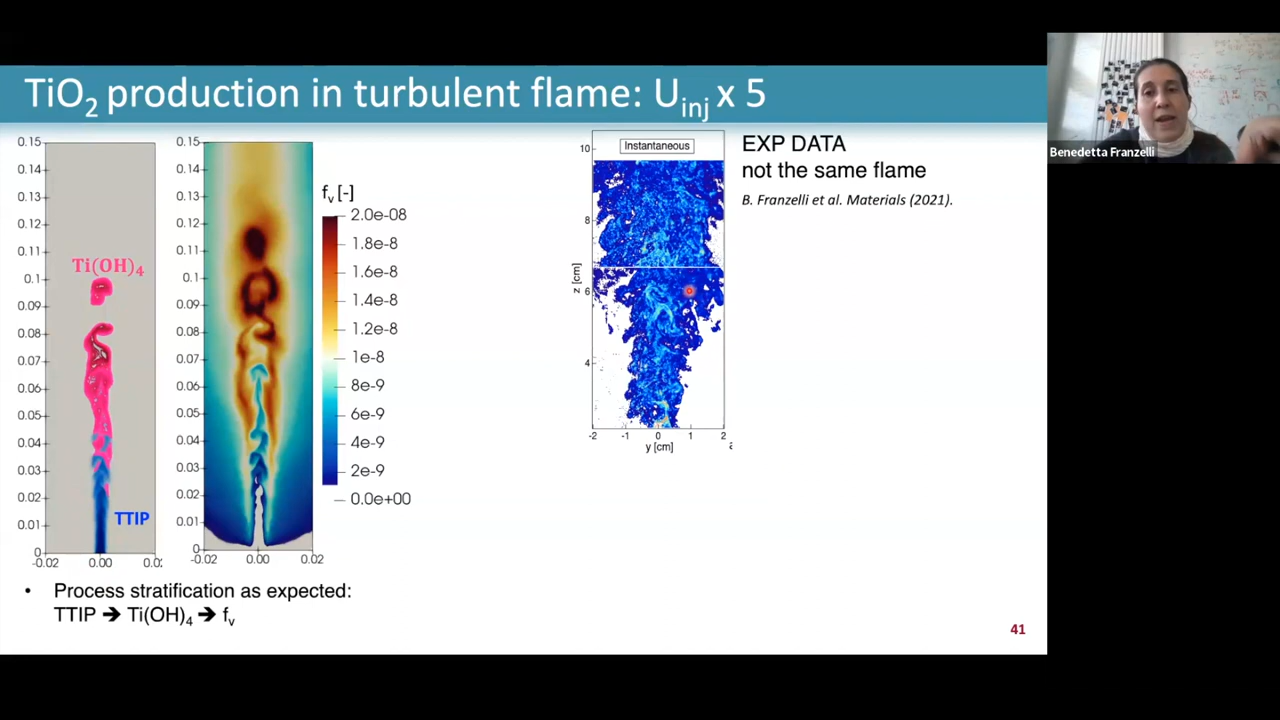 TiO2 production in turbulent flame: Uinj x 5
Benedetta Franzelli
0.15
0.14
0.13
0.12
0.11
0.1
0.09
0.08
0.07
0.06
0.05
0.04
0.03
0.02
0.01
0
-0.02
0.00
0.0
Ti(OH)4
TTIP
0.15
0.14
0.13
0.12
0.11
0.1
0.09
0.08
0.07
0.06
0.05
0.04
0.03
0.02
0.01
0
-0.02
0.00
0.02
fv [-]
2.0e-08
1.8e-8
1.6e-8
1.4e-8
1.2e-8
1e-8
8e-9
6e-9
4e-9
2e-9
0.0e+00
Instantaneous
10
8
6
4
z [cm]
-2 -1 0 1 2
y [cm]
EXP DATA
not the same flame
B. Franzelli et al. Materials (2021).
• Process stratification as expected:
TTIP ➔ Ti(OH)4 ➔ fv
41